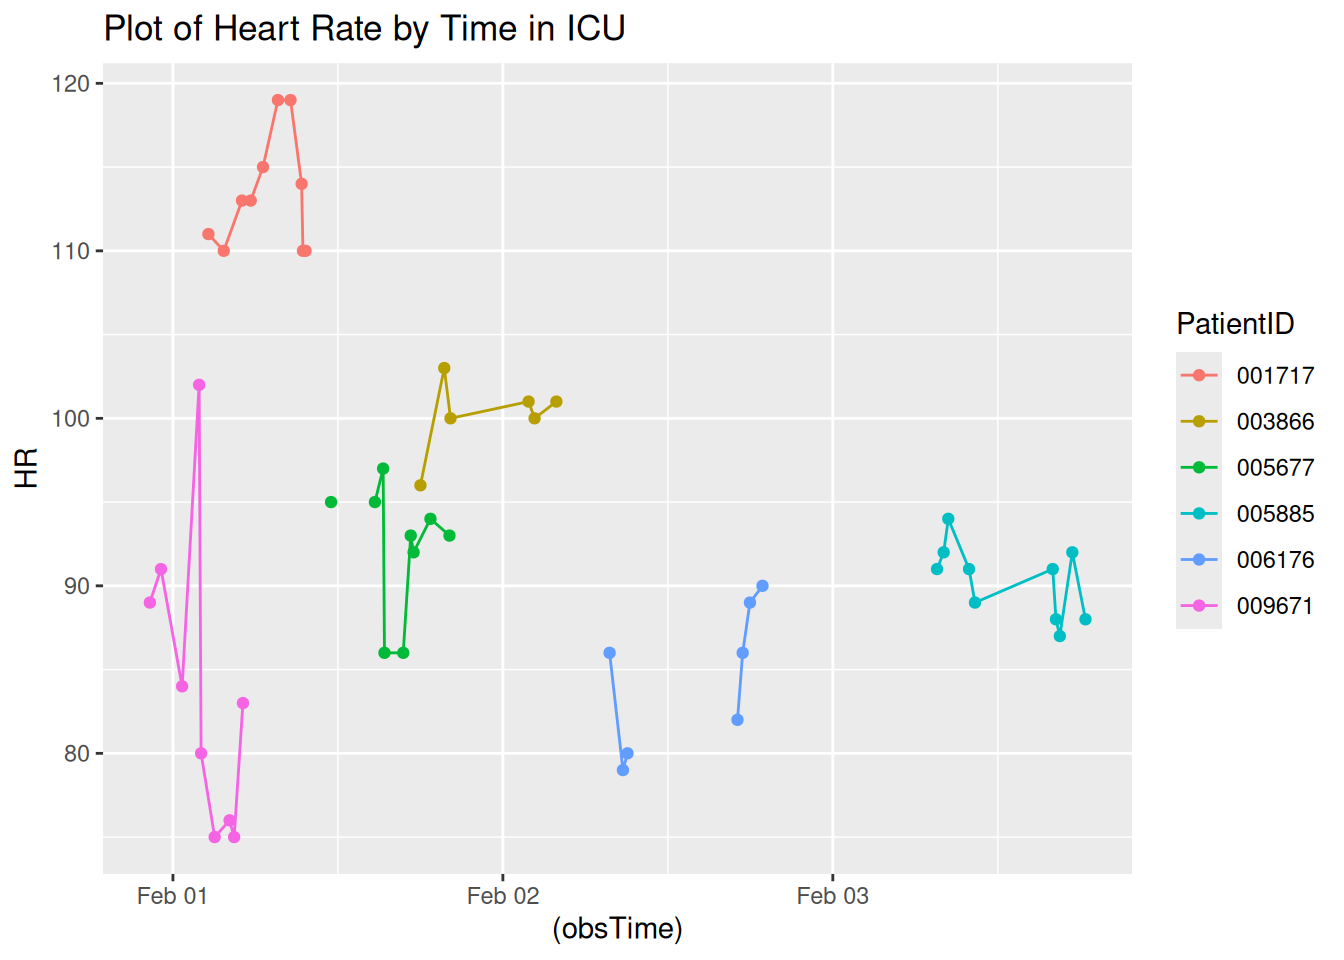 Plot of Heart Rate by Time in ICU
120
110
100
90
80
HR
Feb 01
Feb 02
Feb 03
(obsTime)
PatientID
001717
003866
005677
005885
006176
009671